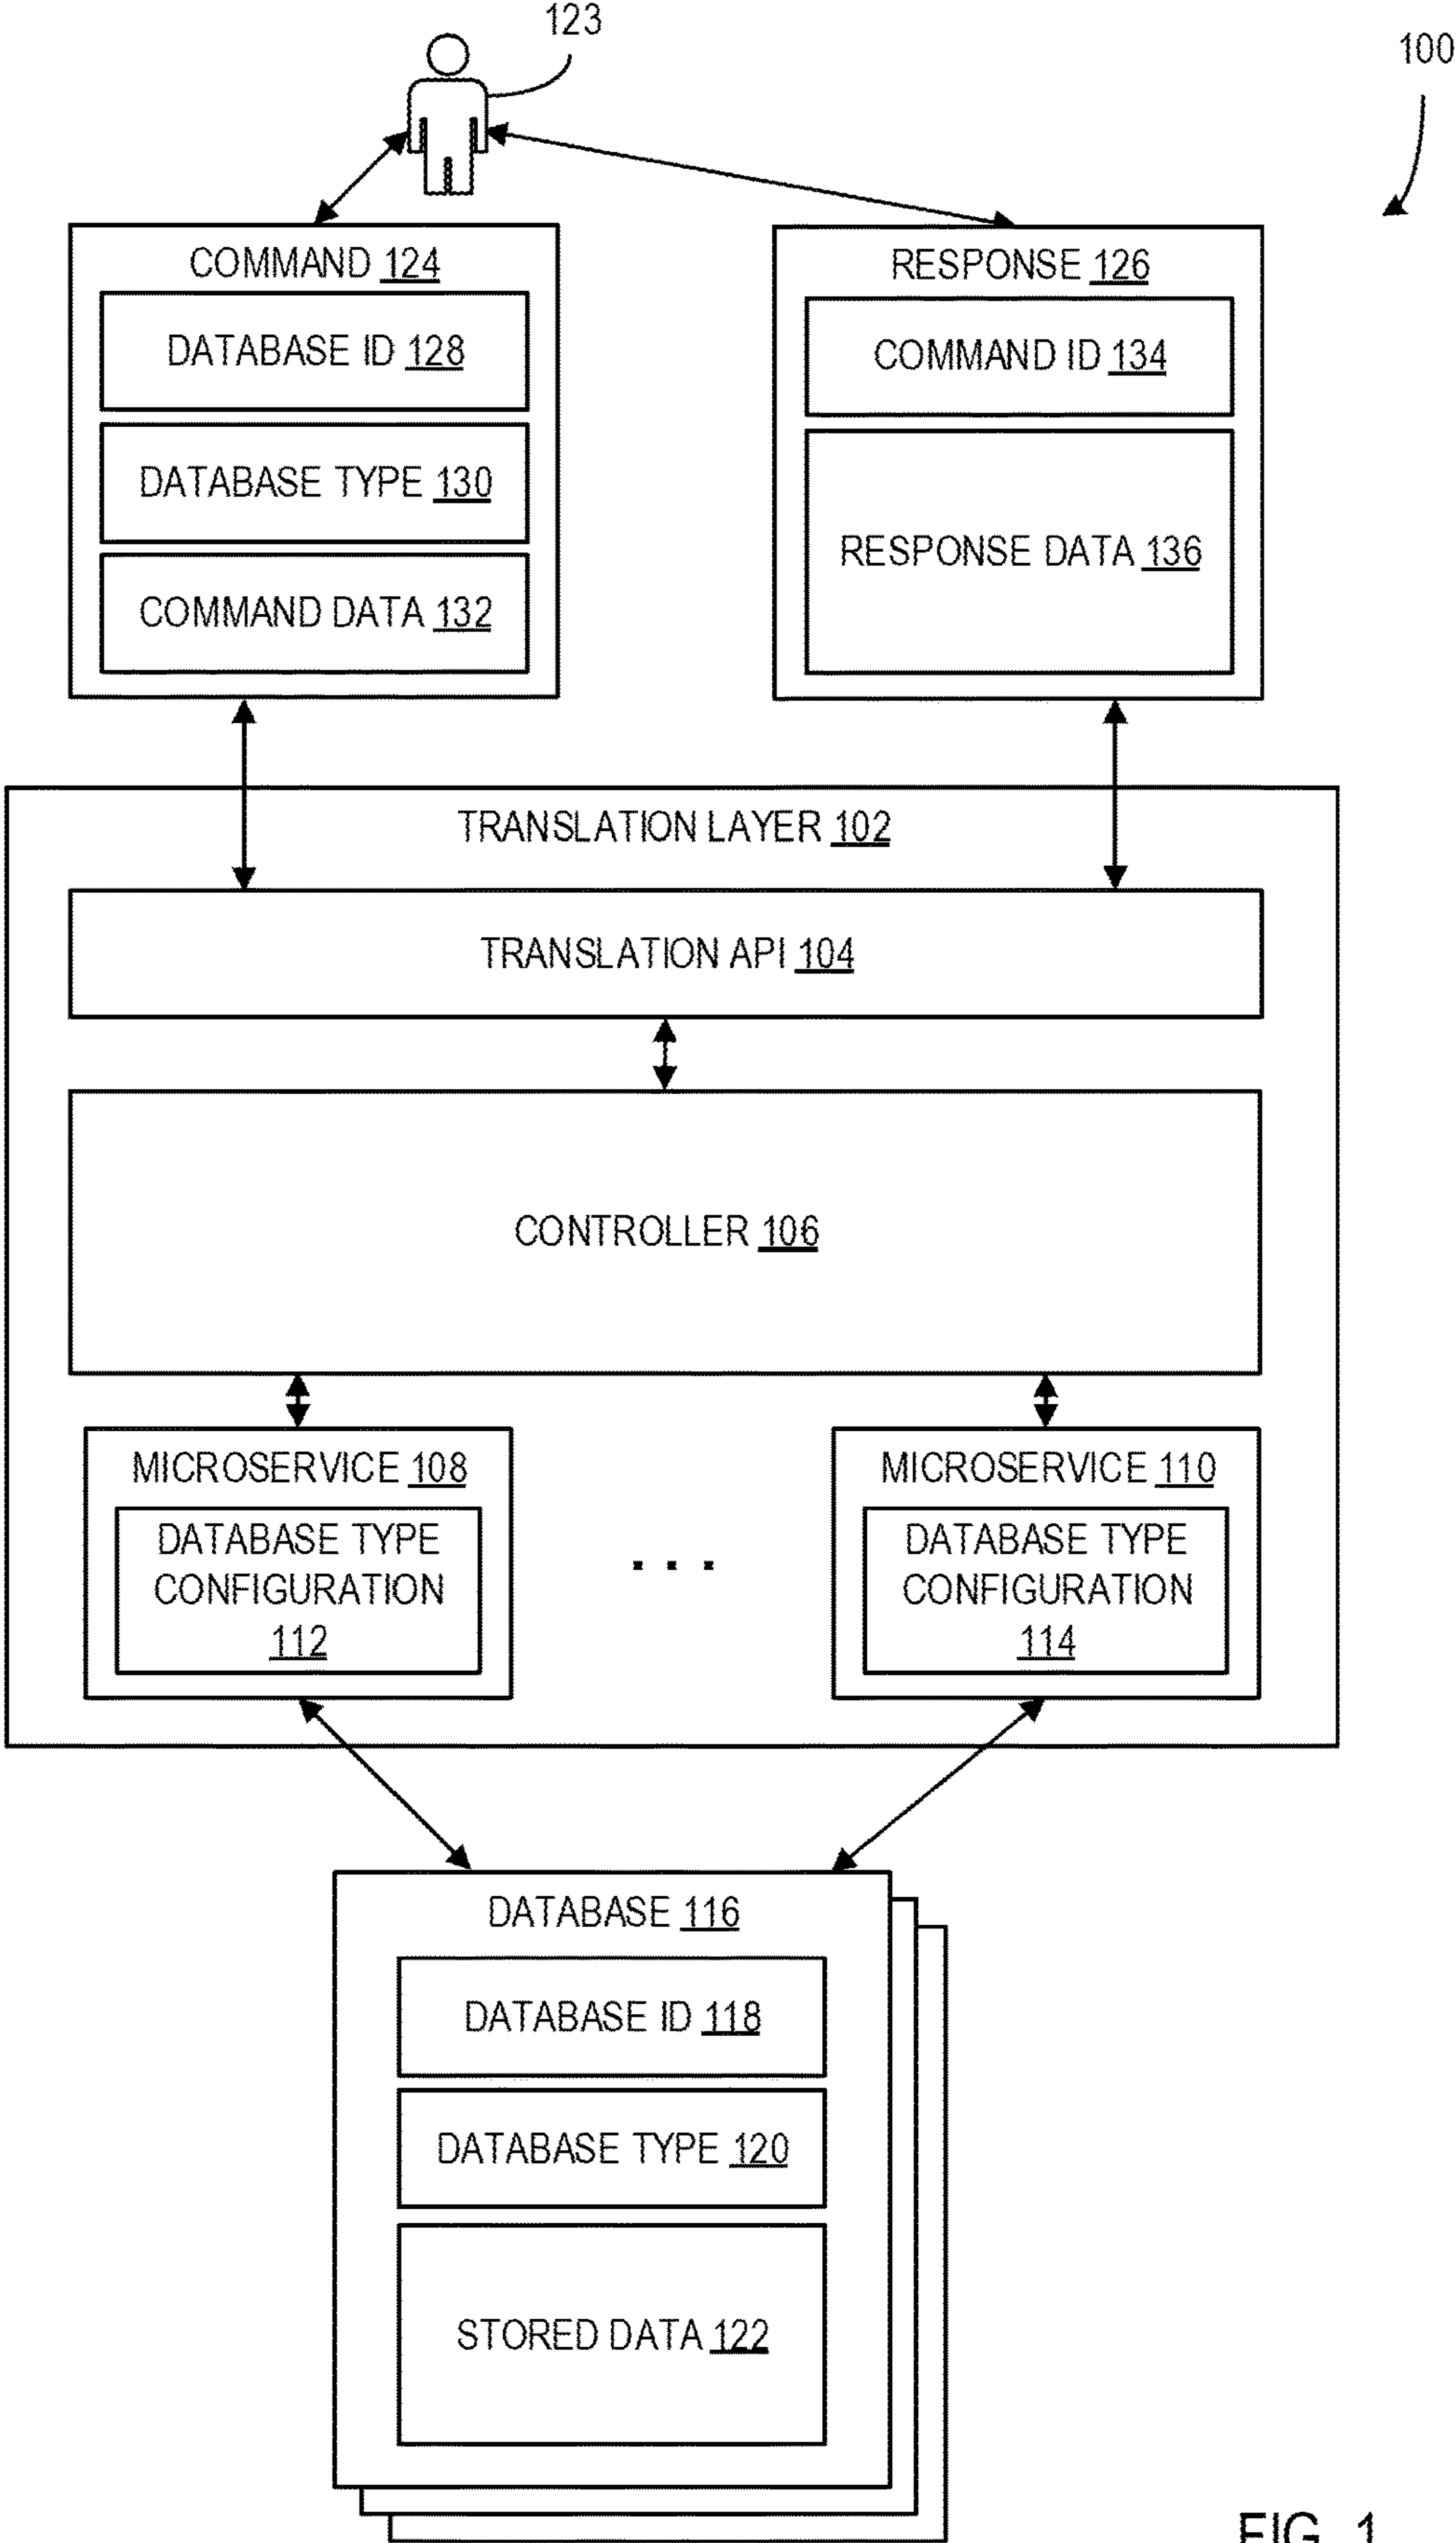 123
100
COMMAND 124
DATABASE ID 128
DATABASE TYPE 130
COMMAND DATA 132
RESPONSE 126
COMMAND ID 134
RESPONSE DATA 136
TRANSLATION LAYER 102
TRANSLATION API 104
CONTROLLER 106
MICROSERVICE 108
DATABASE TYPE
CONFIGURATION
112
. . .
MICROSERVICE 110
DATABASE TYPE
CONFIGURATION
114
DATABASE 116
DATABASE ID 118
DATABASE TYPE 120
STORED DATA 122
FIG. 1